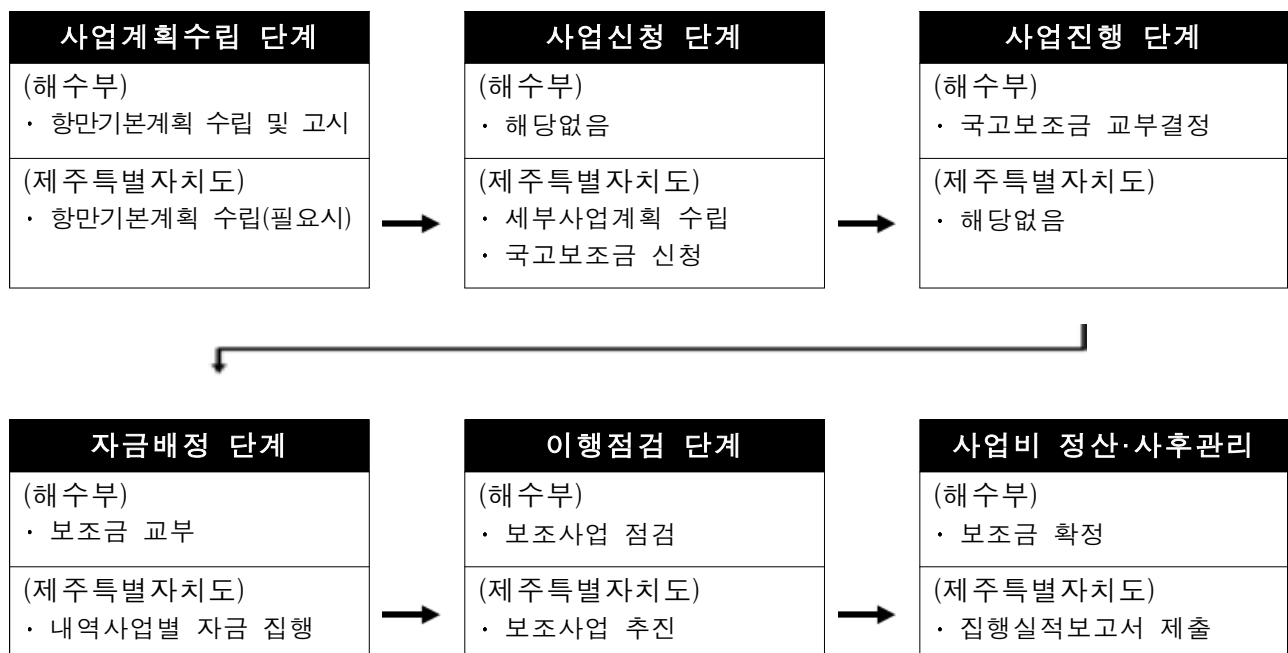 사업계획수립 단계
(해수부)
· 항만기본계획 수립 및 고시
(제주특별자치도)
· 항만기본계획 수립(필요시)
사업신청 단계
(해수부)
· 해당없음
(제주특별자치도)
· 세부사업계획 수립
· 국고보조금 신청
사업진행 단계
(해수부)
· 국고보조금 교부결정
(제주특별자치도)
· 해당없음
자금배정 단계
(해수부)
· 보조금 교부
(제주특별자치도)
· 내역사업별 자금 집행
이행점검 단계
(해수부)
· 보조사업 점검
(제주특별자치도)
· 보조사업 추진
사업비 정산·사후관리
(해수부)
· 보조금 확정
(제주특별자치도)
· 집행실적보고서 제출